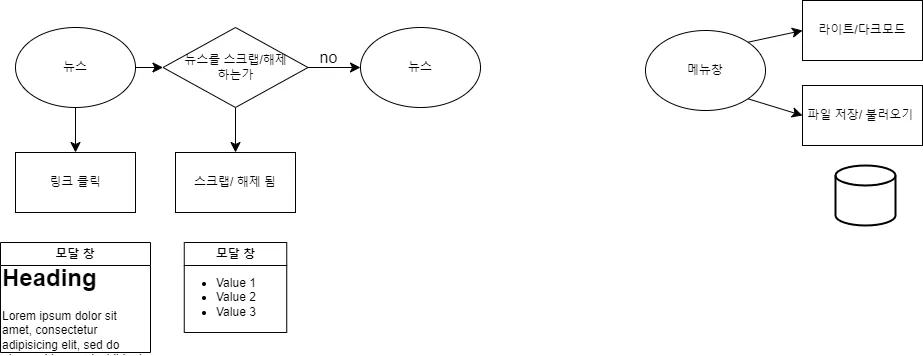 뉴스
뉴스를 스크랩/해제
하는가
no
뉴스
링크 클릭
스크랩/ 해제 됨
모달 창
Heading
Lorem ipsum dolor sit
amet, consectetur
adipisicing elit, sed do
모달 창
Value 1
Value 2
Value 3
메뉴창
라이트/다크모드
파일 저장/ 불러오기